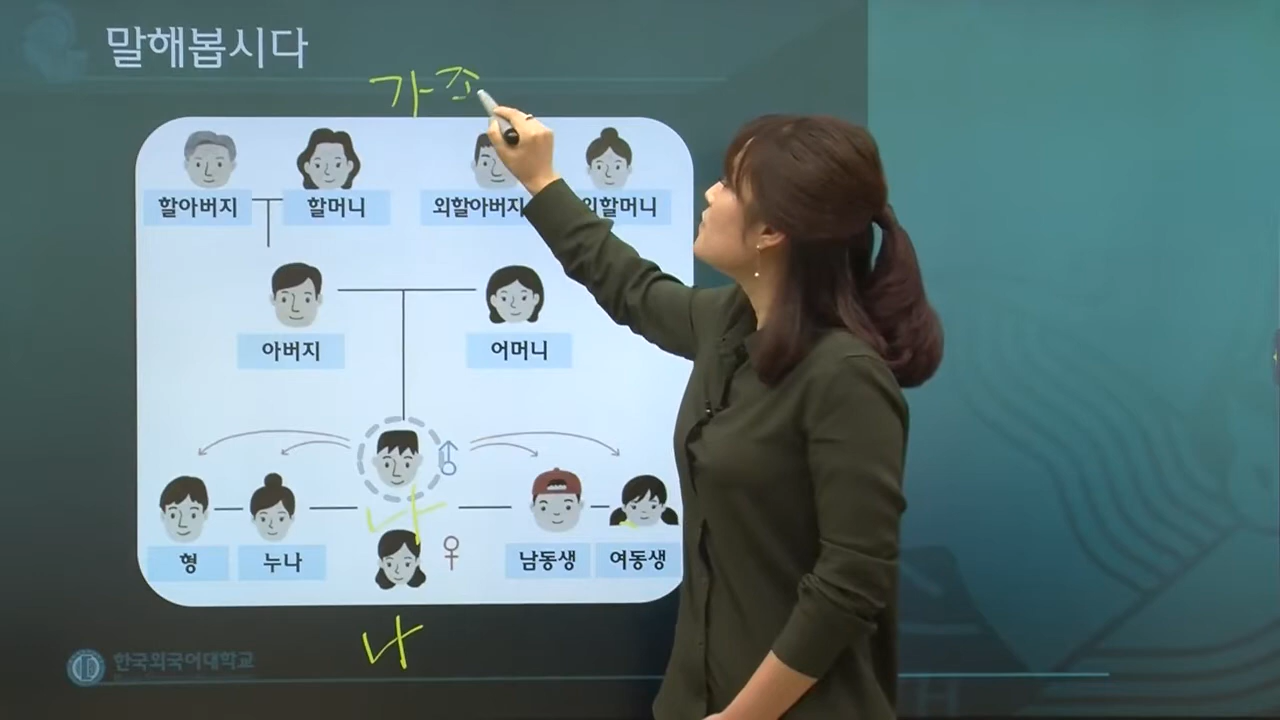 말해봅시다
가조
할아버지 할머니 외할아버지 외할머니
아버지 어머니
나
형 누나 남동생 여동생
나
한국외국어대학교